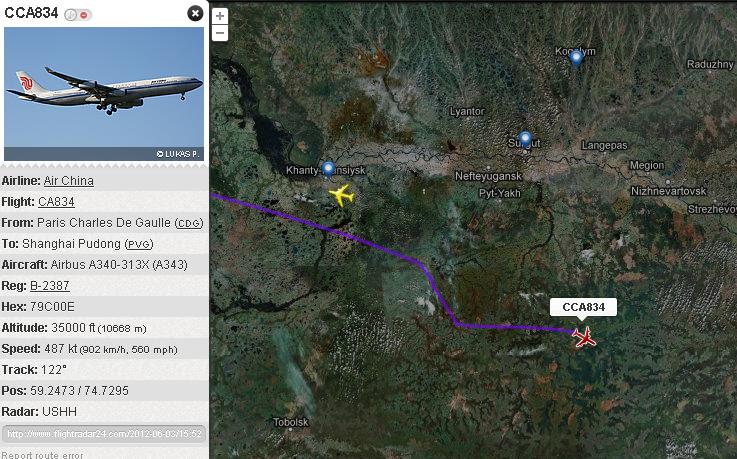 CCA834
© LUKAS P.
Airline: Air China
Flight: CA834
From: Paris Charles De Gaulle (CDG)
To: Shanghai Pudong (PVG)
Aircraft: Airbus A340-313X (A343)
Reg: B-2387
Hex: 79C00E
Altitude: 35000 ft (10668 m)
Speed: 487 kt (902 km/h, 560 mph)
Track: 122°
Pos: 59.2473 / 74.7295
Radar: USHH
http://www.flightradar24.com/2012-06-03/15:52
Report route error
+
−
Kogalym
Raduzhny
Lyantor
Surgut
Langepas
Khanty-Mansiysk
Nefteyugansk
Megion
Pyt-Yakh
Nizhnevartovsk
Strezhevoy
CCA834
Tobolsk